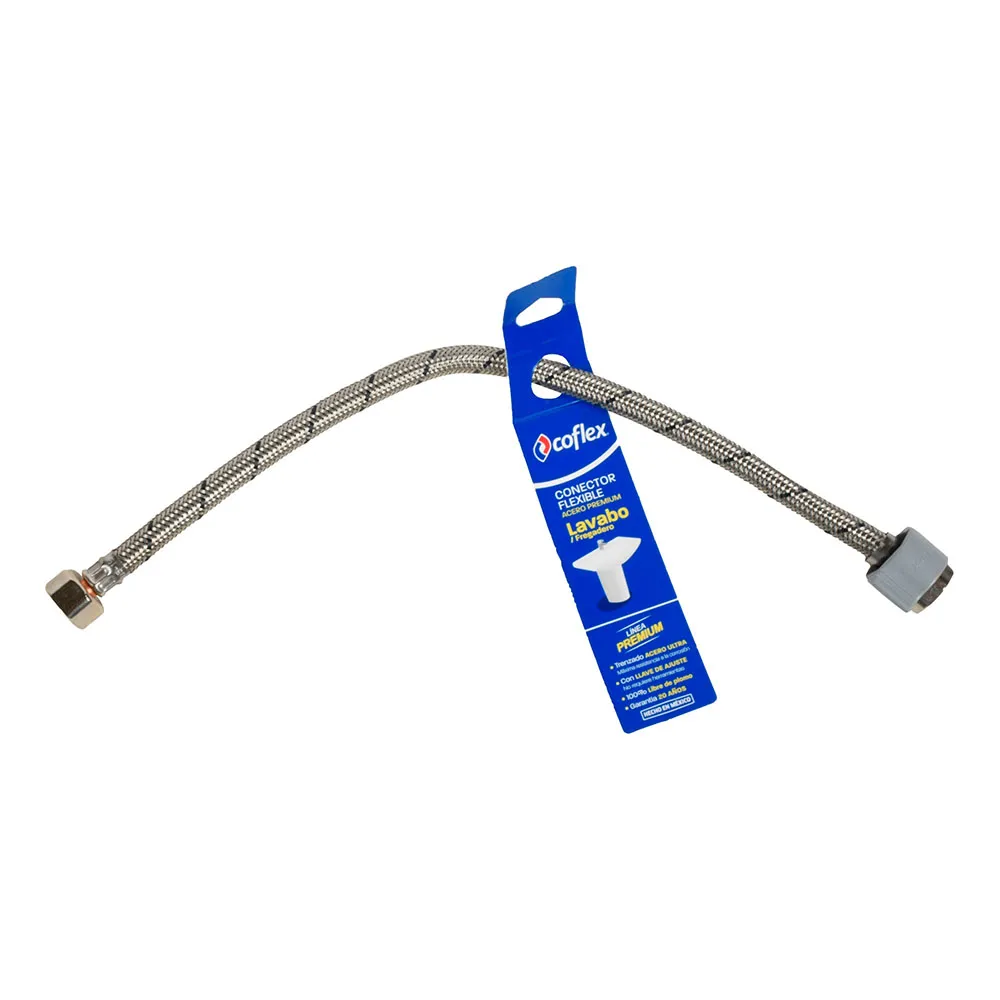 coflex
CONECTOR
FLEXIBLE
ACERO PREMIUM
Lavabo
/ Fregadero
LÍNEA
PREMIUM
• Trenzado ACERO ULTRA
Máxima resistencia a la corrosión
• Con LLAVE DE AJUSTE
No requiere herramientas
• 100% Libre de plomo
• Garantía 20 AÑOS
HECHO EN MÉXICO